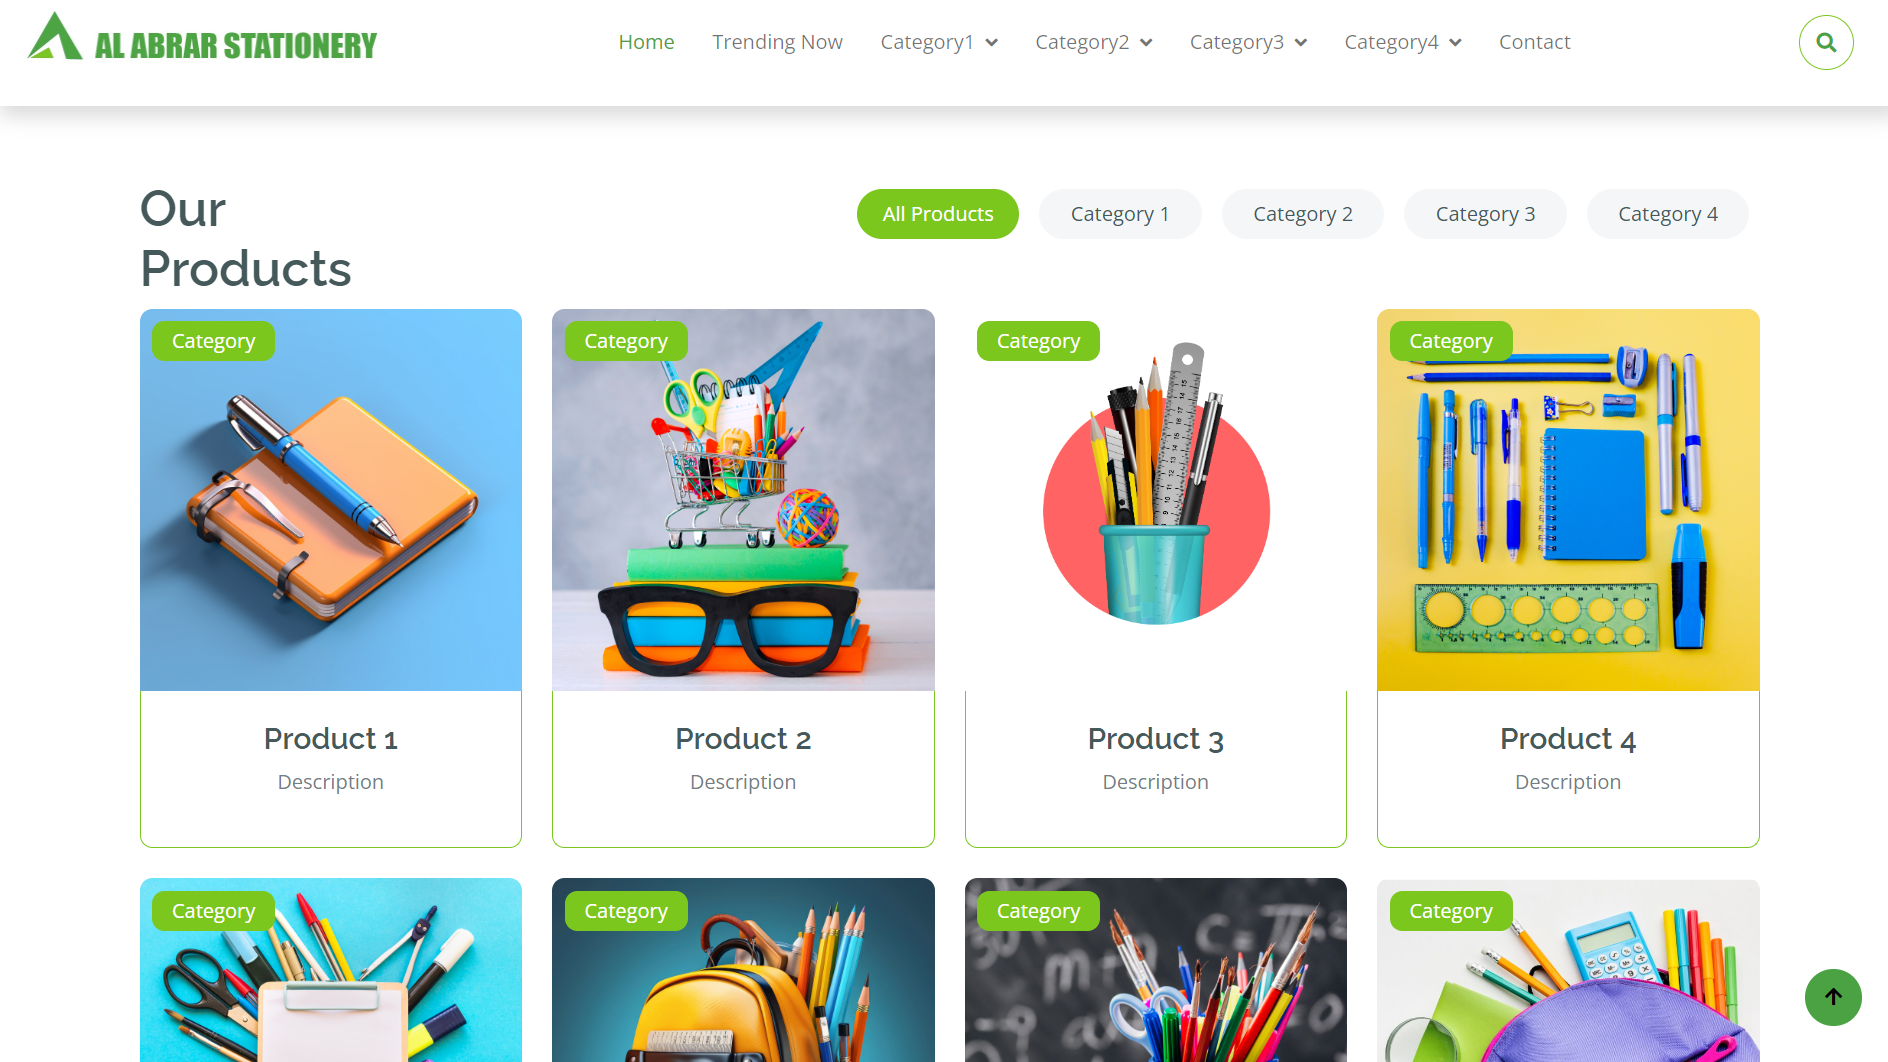 AL ABRAR STATIONERY
Home
Trending Now
Category1
Category2
Category3
Category4
Contact
Our
Products
All Products
Category 1
Category 2
Category 3
Category 4
Category
Category
Category
Category
Product 1
Description
Product 2
Description
Product 3
Description
Product 4
Description
Category
Category
Category
Category